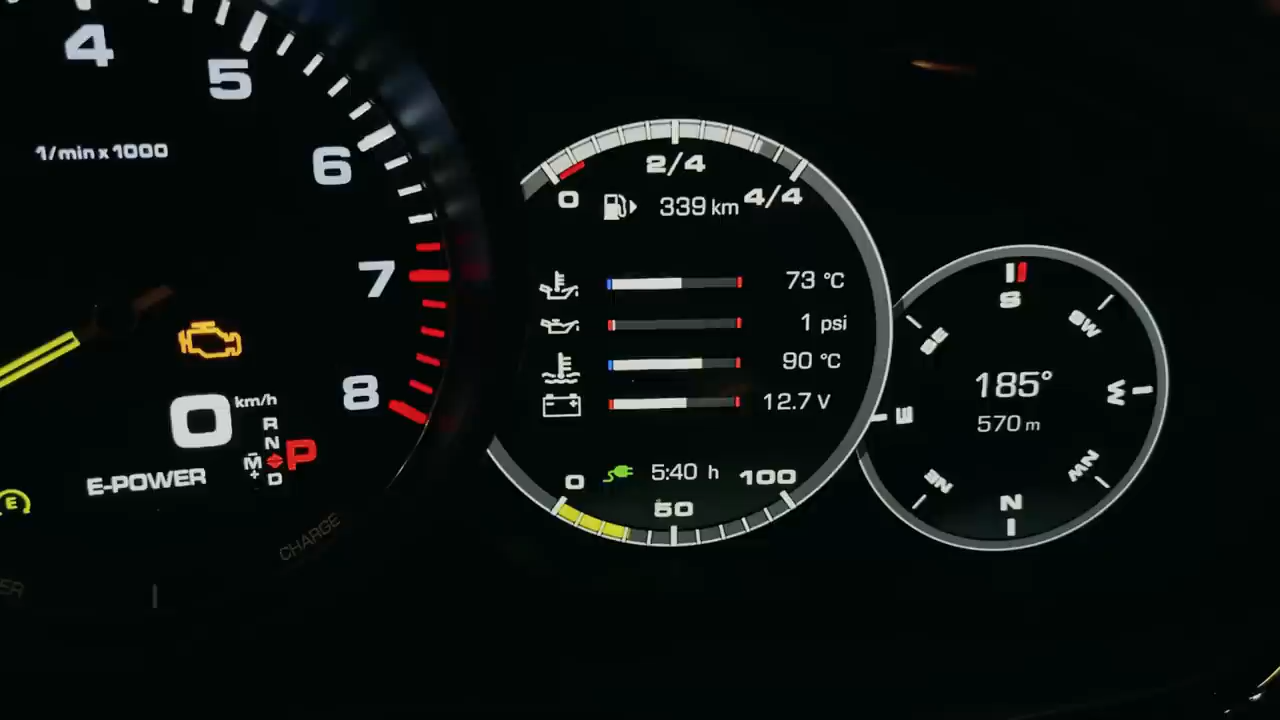 4
5
1/min x 1000
6
7
8
0 km/h
R
N
M
+
D
P
E
E-POWER
CHARGE
2/4
0
4/4
339 km
73 °C
1 psi
90 °C
12.7 V
5:40 h
0
50
100
S
SE
SW
E
W
185°
570 m
NE
NW
N